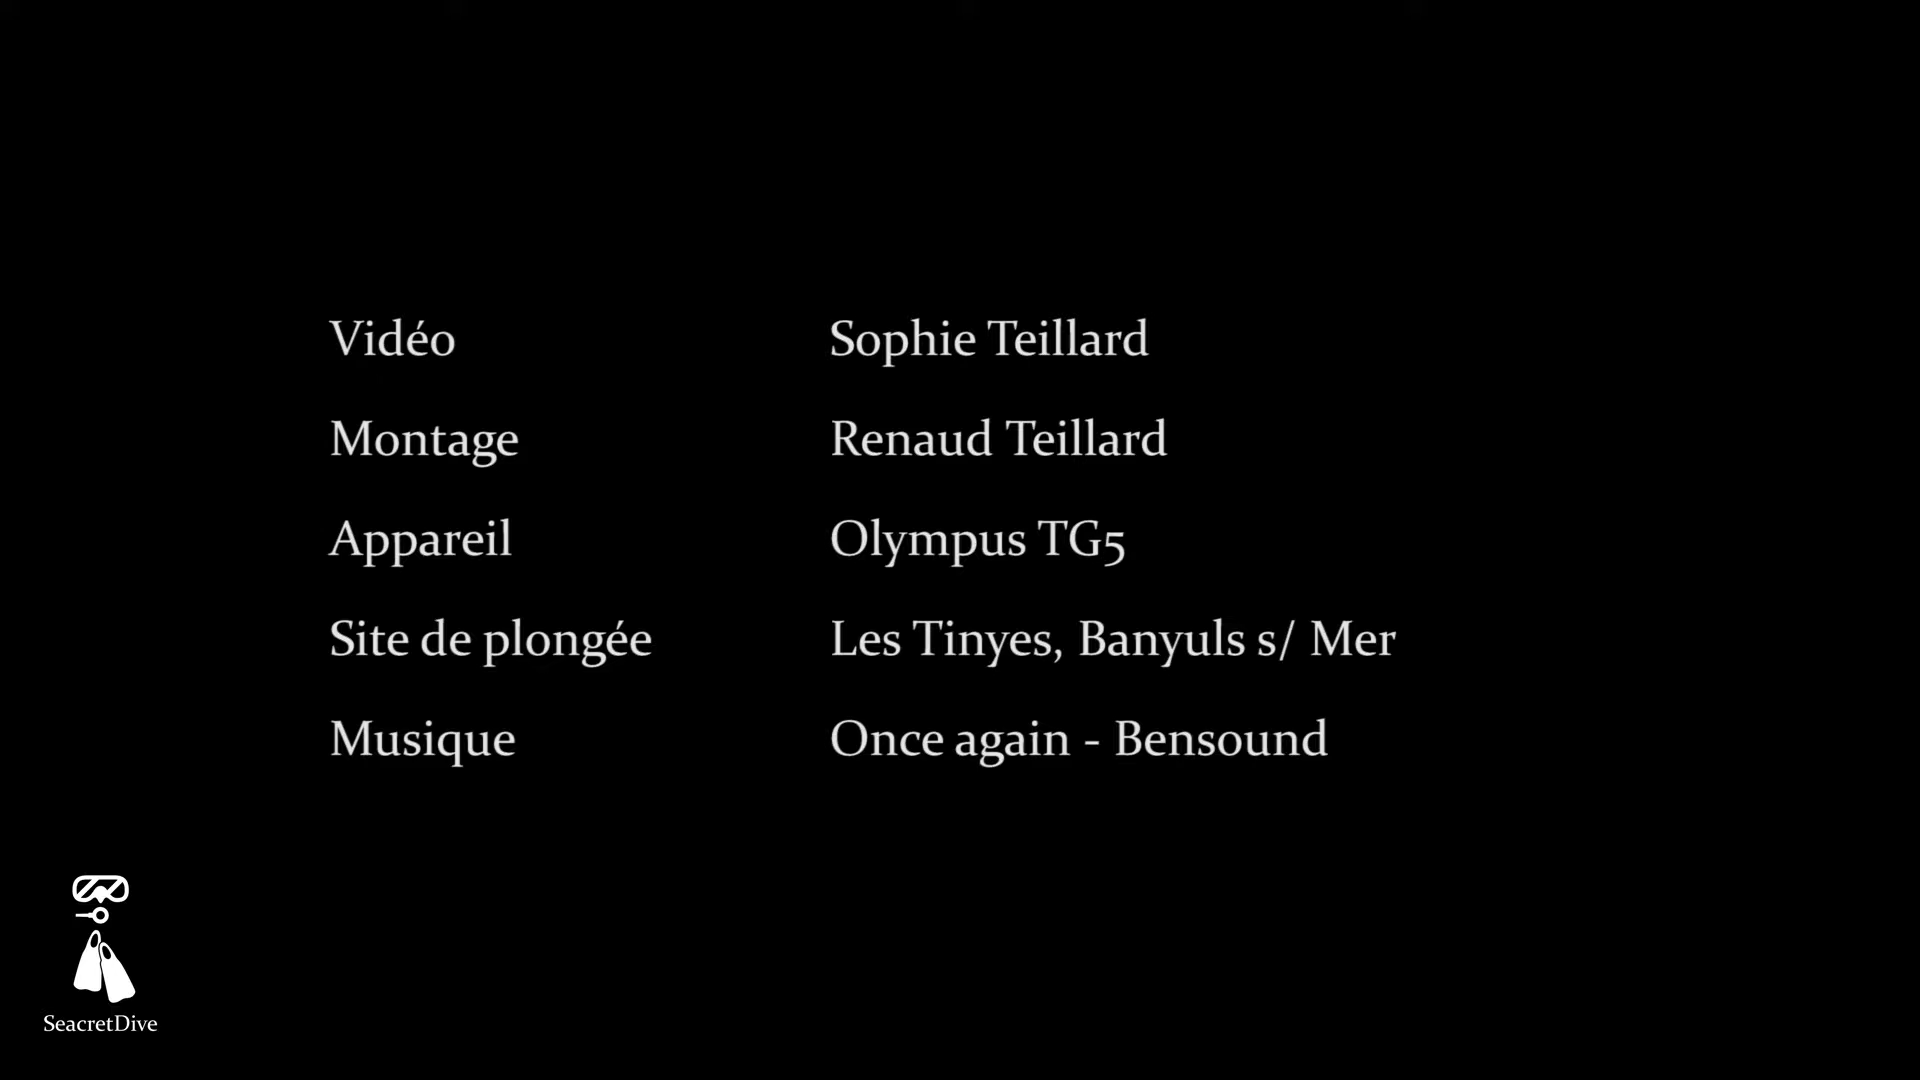 Vidéo Sophie Teillard
Montage Renaud Teillard
Appareil Olympus TG5
Site de plongée Les Tinyes, Banyuls s/ Mer
Musique Once again - Bensound
SeacretDive